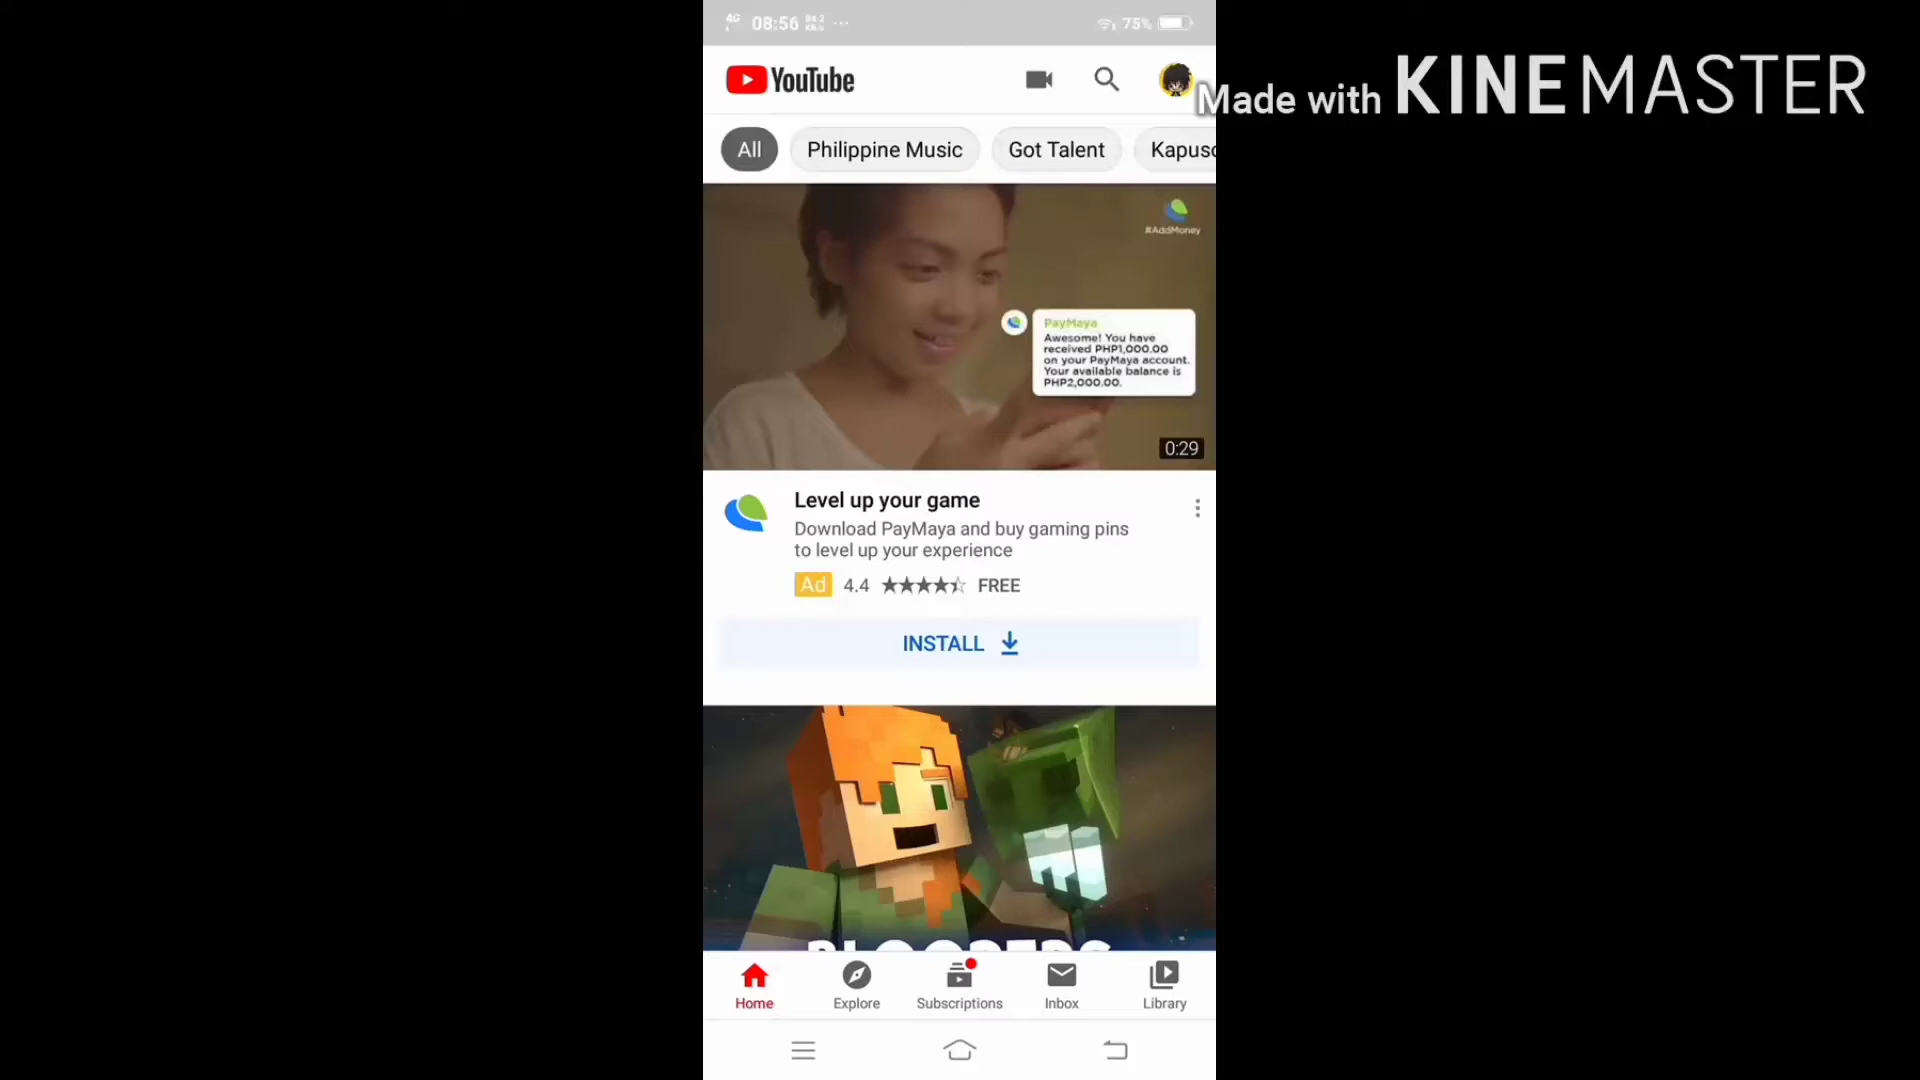 4G 08:56 ... 75%
YouTube
Made with KINEMASTER
All Philippine Music Got Talent Kapuso
#AddMoney
PayMaya
Awesome! You have
received PHP1,000.00
on your PayMaya account.
Your available balance is
PHP2,000.00.
0:29
Level up your game
Download PayMaya and buy gaming pins
to level up your experience
Ad 4.4 FREE
INSTALL
BLOOPERS
Home Explore Subscriptions Inbox Library